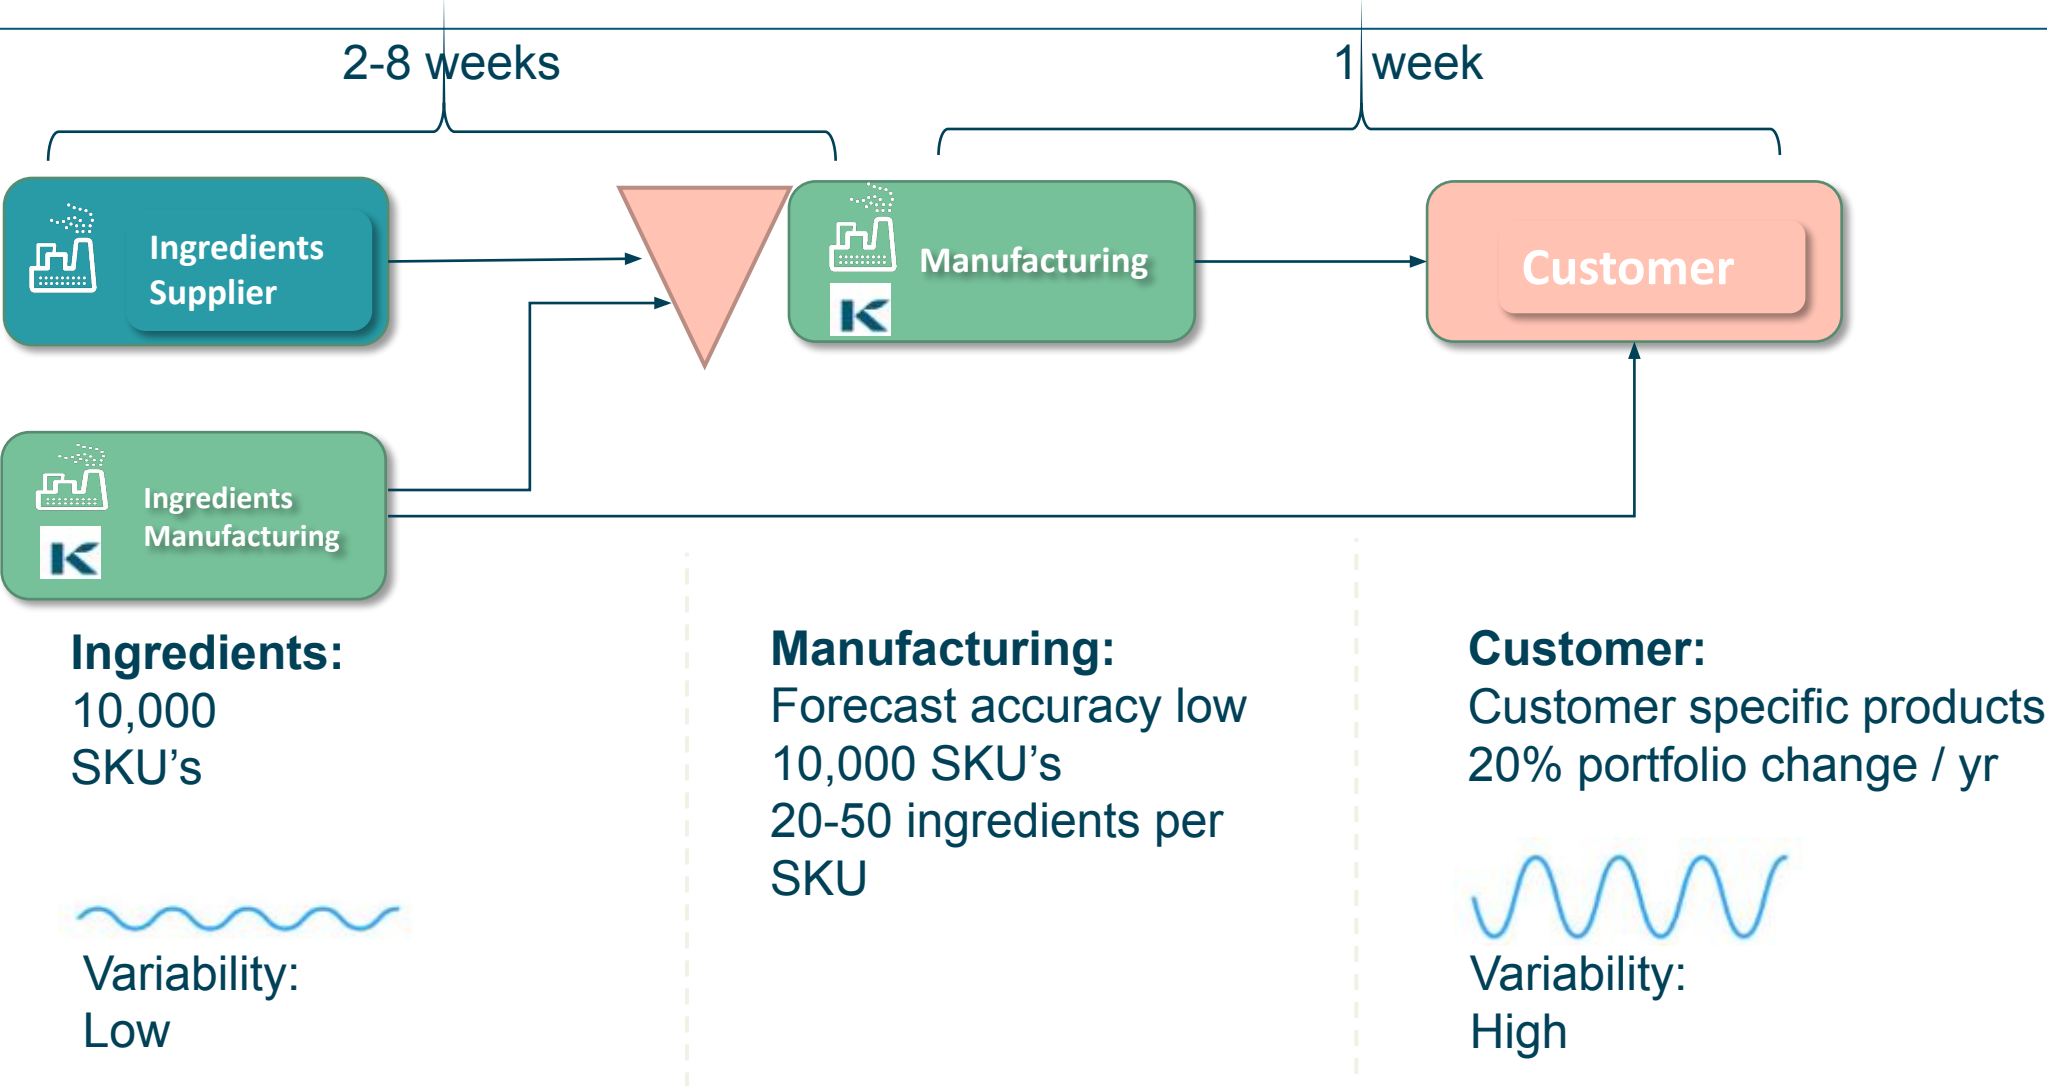 2-8 weeks
1 week
Ingredients
Supplier
Manufacturing
K
Customer
Ingredients
Manufacturing
K
Ingredients:
10,000
SKU’s
Variability:
Low
Manufacturing:
Forecast accuracy low
10,000 SKU’s
20-50 ingredients per
SKU
Customer:
Customer specific products
20% portfolio change / yr
Variability:
High